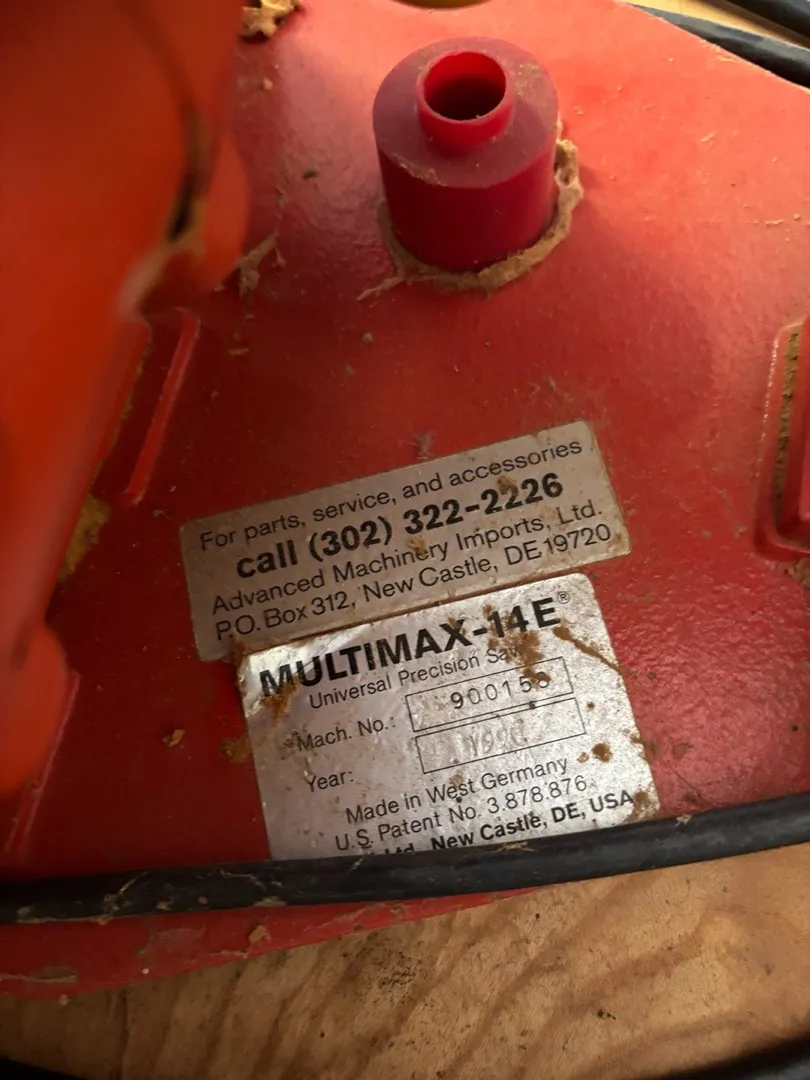 For parts, service, and accessories
call (302) 322-2226
Advanced Machinery Imports, Ltd.
P.O. Box 312, New Castle, DE 19720
MULTIMAX-14E®
Universal Precision Saw
Mach. No.:
Year:
Made in West Germany
U.S. Patent No. 3.878.876
Ltd., New Castle, DE, USA